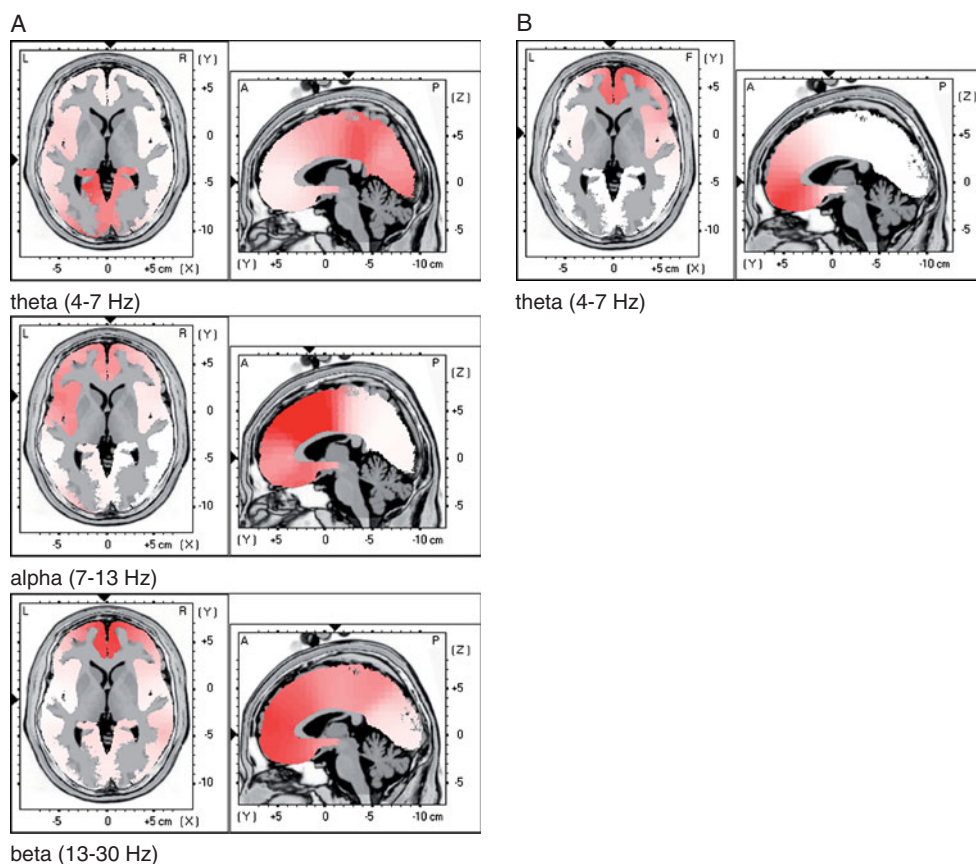 A
B
L R (Y)
+5
0
-5
-10
-5 0 +5 cm (X)
A P (Z)
+5
0
-5
(Y) +5 0 -5 -10 cm
theta (4-7 Hz)
L F (Y)
+5
0
-5
-10
-5 0 +5 cm (X)
A P (Z)
+5
0
-5
(Y) +5 0 -5 -10 cm
theta (4-7 Hz)
L R (Y)
+5
0
-5
-10
-5 0 +5 cm (X)
A P (Z)
+5
0
-5
(Y) +5 0 -5 -10 cm
alpha (7-13 Hz)
L R (Y)
+5
0
-5
-10
-5 0 +5 cm (X)
A P (Z)
+5
0
-5
(Y) +5 0 -5 -10 cm
beta (13-30 Hz)